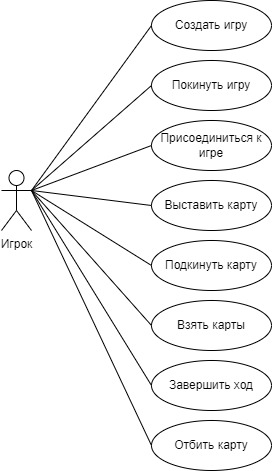 Создать игру
Покинуть игру
Присоединиться к
игре
Выставить карту
Игрок
Подкинуть карту
Взять карты
Завершить ход
Отбить карту